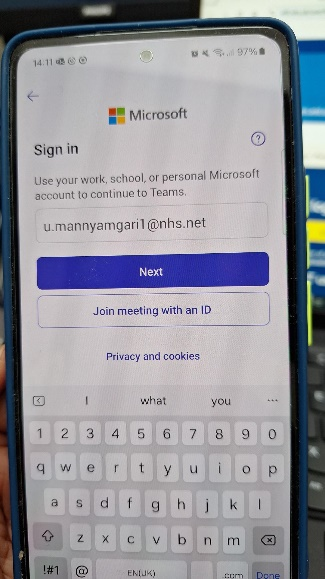 14:11
97%
Microsoft
Sign in
?
Use your work, school, or personal Microsoft
account to continue to Teams.
u.mannyamgari1@nhs.net
Next
Join meeting with an ID
Privacy and cookies
I what you ...
1 2 3 4 5 6 7 8 9 0
q w e r t y u i o p
a s d f g h j k l
z x c v b n m
!#1 @ EN(UK) . .com Done